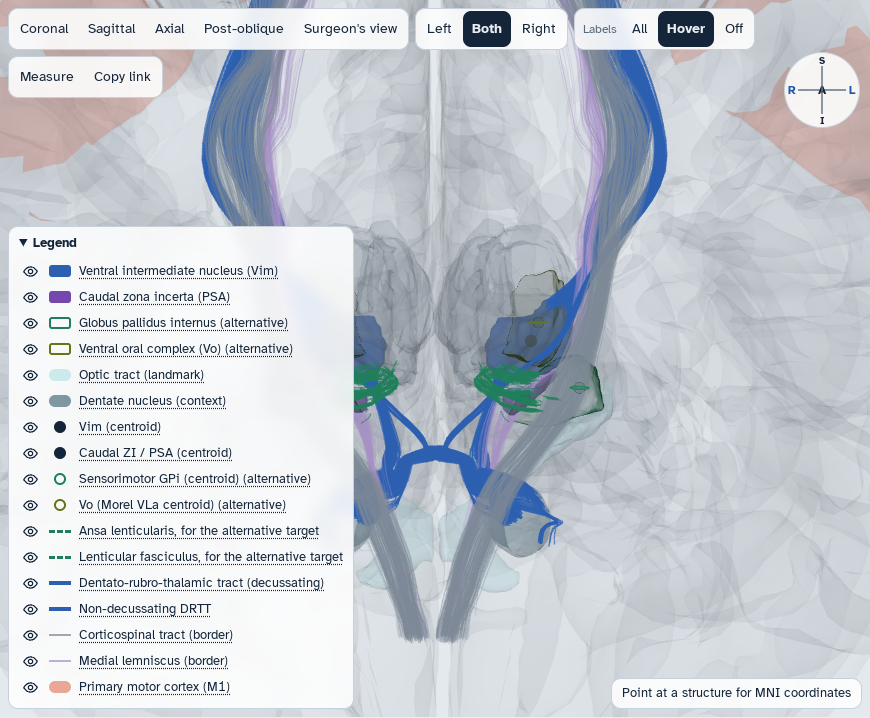 Coronal Sagittal Axial Post-oblique Surgeon's view Left Both Right Labels All Hover Off
Measure Copy link
S
R A L
I
▼ Legend
Ventral intermediate nucleus (Vim)
Caudal zona incerta (PSA)
Globus pallidus internus (alternative)
Ventral oral complex (Vo) (alternative)
Optic tract (landmark)
Dentate nucleus (context)
Vim (centroid)
Caudal ZI / PSA (centroid)
Sensorimotor GPi (centroid) (alternative)
Vo (Morel VLa centroid) (alternative)
Ansa lenticularis, for the alternative target
Lenticular fasciculus, for the alternative target
Dentato-rubro-thalamic tract (decussating)
Non-decussating DRTT
Corticospinal tract (border)
Medial lemniscus (border)
Primary motor cortex (M1)
Point at a structure for MNI coordinates